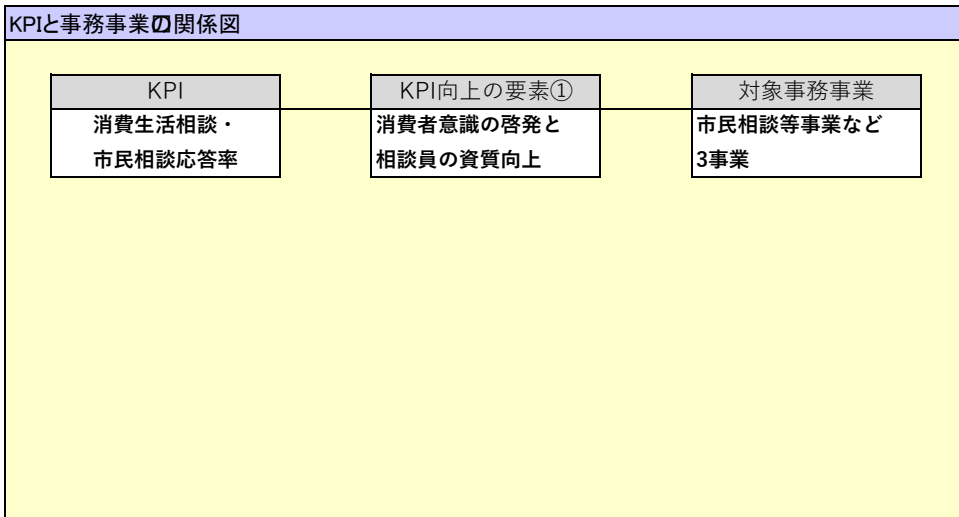 KPIと事務事業の関係図
KPI
消費生活相談・
市民相談応答率
KPI向上の要素①
消費者意識の啓発と
相談員の資質向上
対象事務事業
市民相談等事業など
3事業